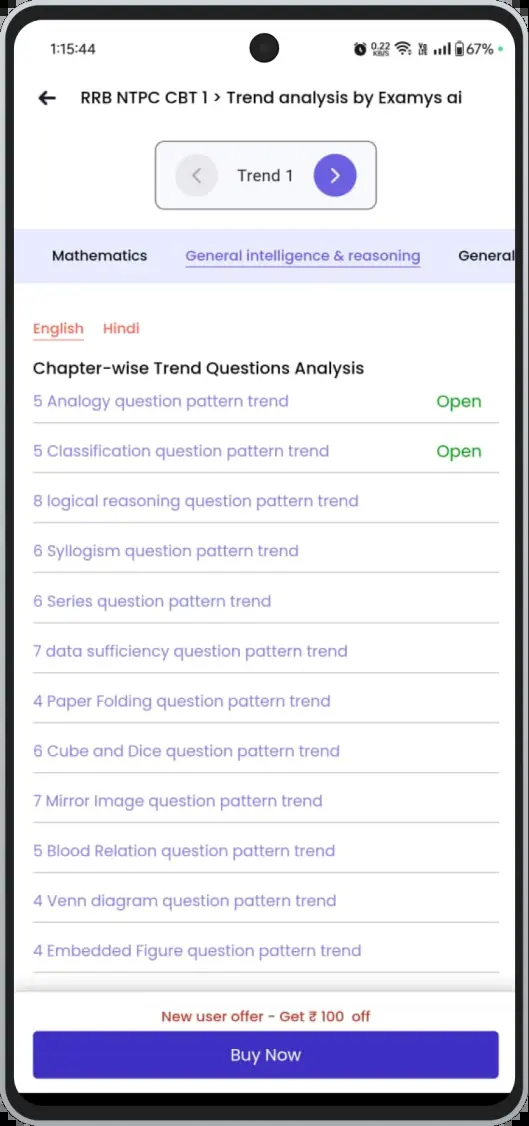 1:15:44 0.22 KB/S 67%
RRB NTPC CBT 1 > Trend analysis by Examys ai
Trend 1
Mathematics General intelligence & reasoning General
English Hindi
Chapter-wise Trend Questions Analysis
5 Analogy question pattern trend Open
5 Classification question pattern trend Open
8 logical reasoning question pattern trend
6 Syllogism question pattern trend
6 Series question pattern trend
7 data sufficiency question pattern trend
4 Paper Folding question pattern trend
6 Cube and Dice question pattern trend
7 Mirror Image question pattern trend
5 Blood Relation question pattern trend
4 Venn diagram question pattern trend
4 Embedded Figure question pattern trend
New user offer - Get ₹ 100 off
Buy Now